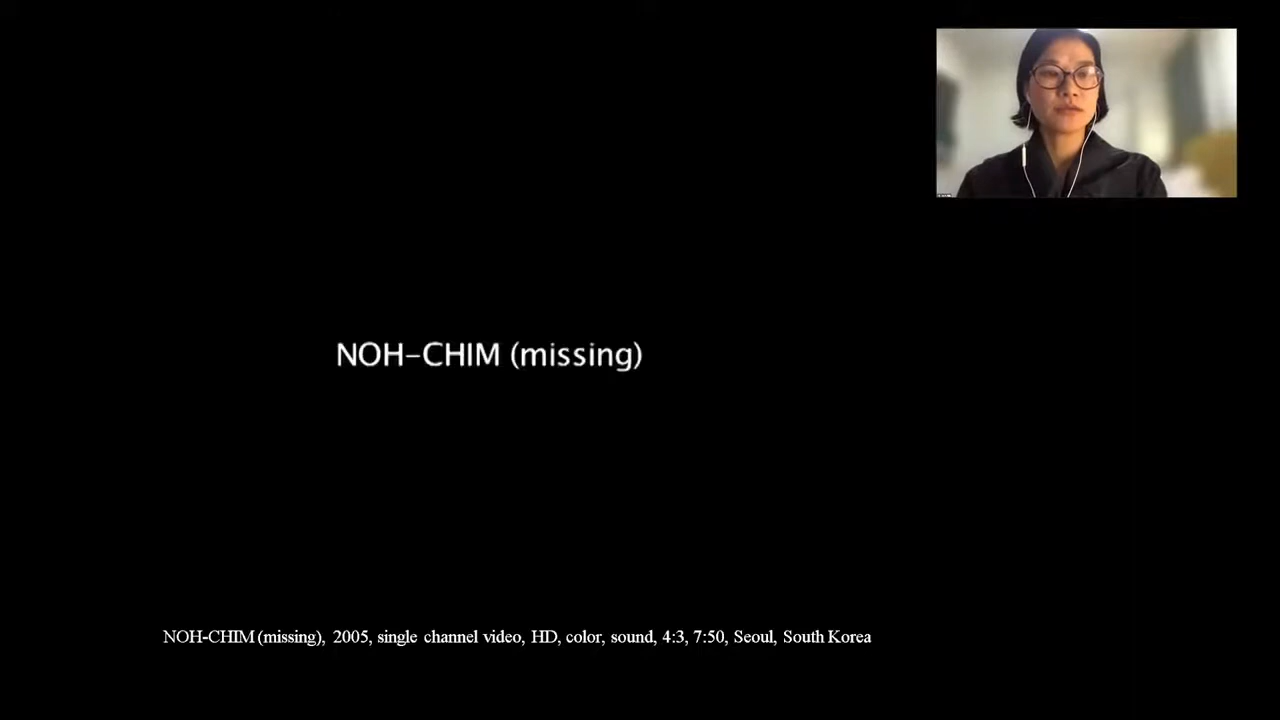 NOH-CHIM (missing)
NOH-CHIM (missing), 2005, single channel video, HD, color, sound, 4:3, 7:50, Seoul, South Korea